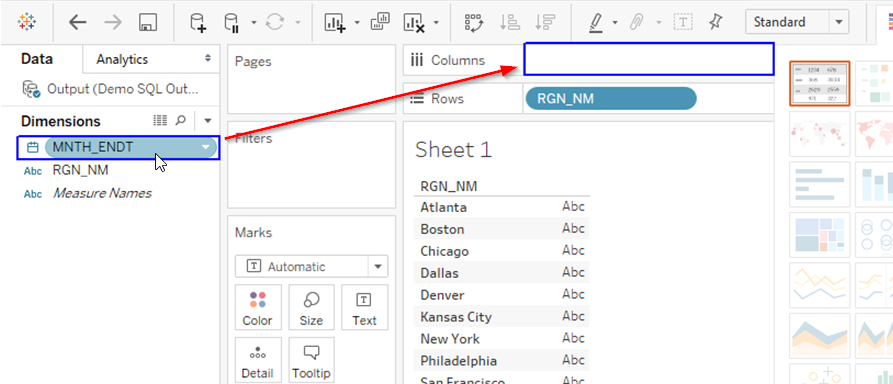 Standard
Data
Analytics
Output (Demo SQL Out...
Dimensions
MNTH_ENDT
Abc RGN_NM
Abc Measure Names
Pages
Filters
Marks
Automatic
Color
Size
Text
Detail
Tooltip
Columns
Rows
RGN_NM
Sheet 1
RGN_NM
Atlanta Abc
Boston Abc
Chicago Abc
Dallas Abc
Denver Abc
Kansas City Abc
New York Abc
Philadelphia Abc
San Francisco Abc